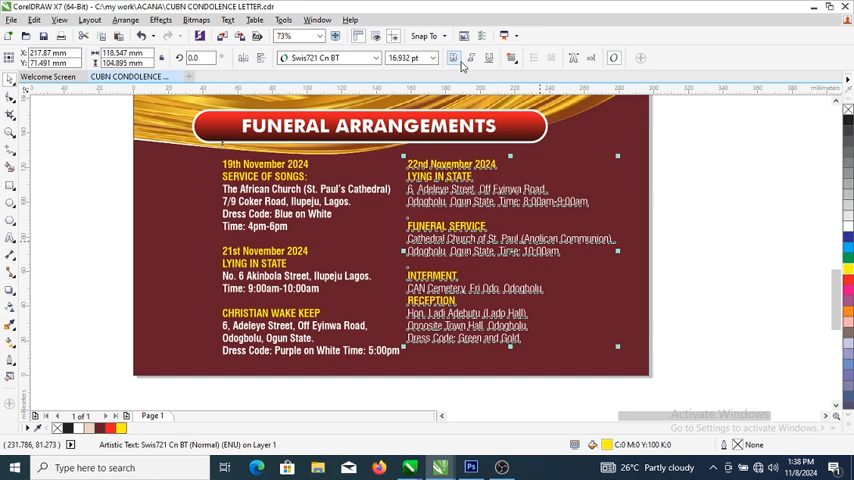 CorelDRAW X7 (64-Bit) - C:\my work\ACANA\CUBN CONDOLENCE LETTER.cdr
File Edit View Layout Arrange Effects Bitmaps Text Table Tools Window Help
73% Snap To
X: 217.87 mm 118.547 mm 0.0 Swis721 Cn BT 16.932 pt
Y: 71.491 mm 104.895 mm
Welcome Screen CUBN CONDOLENCE ...
millimeters
FUNERAL ARRANGEMENTS
19th November 2024
SERVICE OF SONGS:
The African Church (St. Paul's Cathedral)
7/9 Coker Road, Ilupeju, Lagos.
Dress Code: Blue on White
Time: 4pm-6pm
21st November 2024
LYING IN STATE
No. 6 Akinbola Street, Ilupeju Lagos.
Time: 9:00am-10:00am
CHRISTIAN WAKE KEEP
6, Adeleye Street, Off Eyinwa Road,
Odogbolu, Ogun State.
Dress Code: Purple on White Time: 5:00pm
22nd November 2024
LYING IN STATE
6, Adeleye Street, Off Eyinwa Road,
Odogbolu, Ogun State. Time: 8:00am-9:00am
FUNERAL SERVICE
Cathedral Church of St. Paul (Anglican Communion),
Odogbolu, Ogun State, Time: 10:00am
INTERMENT
CAN Cemetery, Eri Odo, Odogbolu
RECEPTION
Hon. Ladi Adebutu (Lado Hall),
Opposite Town Hall, Odogbolu
Dress Code: Green and Gold,
1 of 1 Page 1
Activate Windows
Go to Settings to activate Windows.
(231.786, 81.273) Artistic Text: Swis721 Cn BT (Normal) (ENU) on Layer 1 C:0 M:0 Y:100 K:0 None
Type here to search 26°C Partly cloudy 1:38 PM
11/8/2024